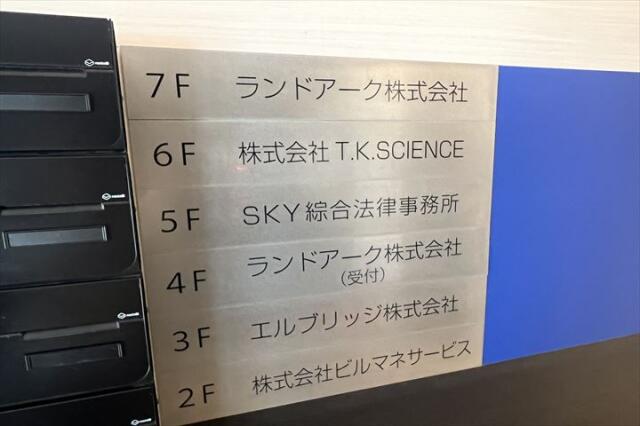 7F ランドアーク株式会社
6F 株式会社 T.K.SCIENCE
5F SKY綜合法律事務所
4F ランドアーク株式会社
(受付)
3F エルブリッジ株式会社
2F 株式会社ビルマネサービス